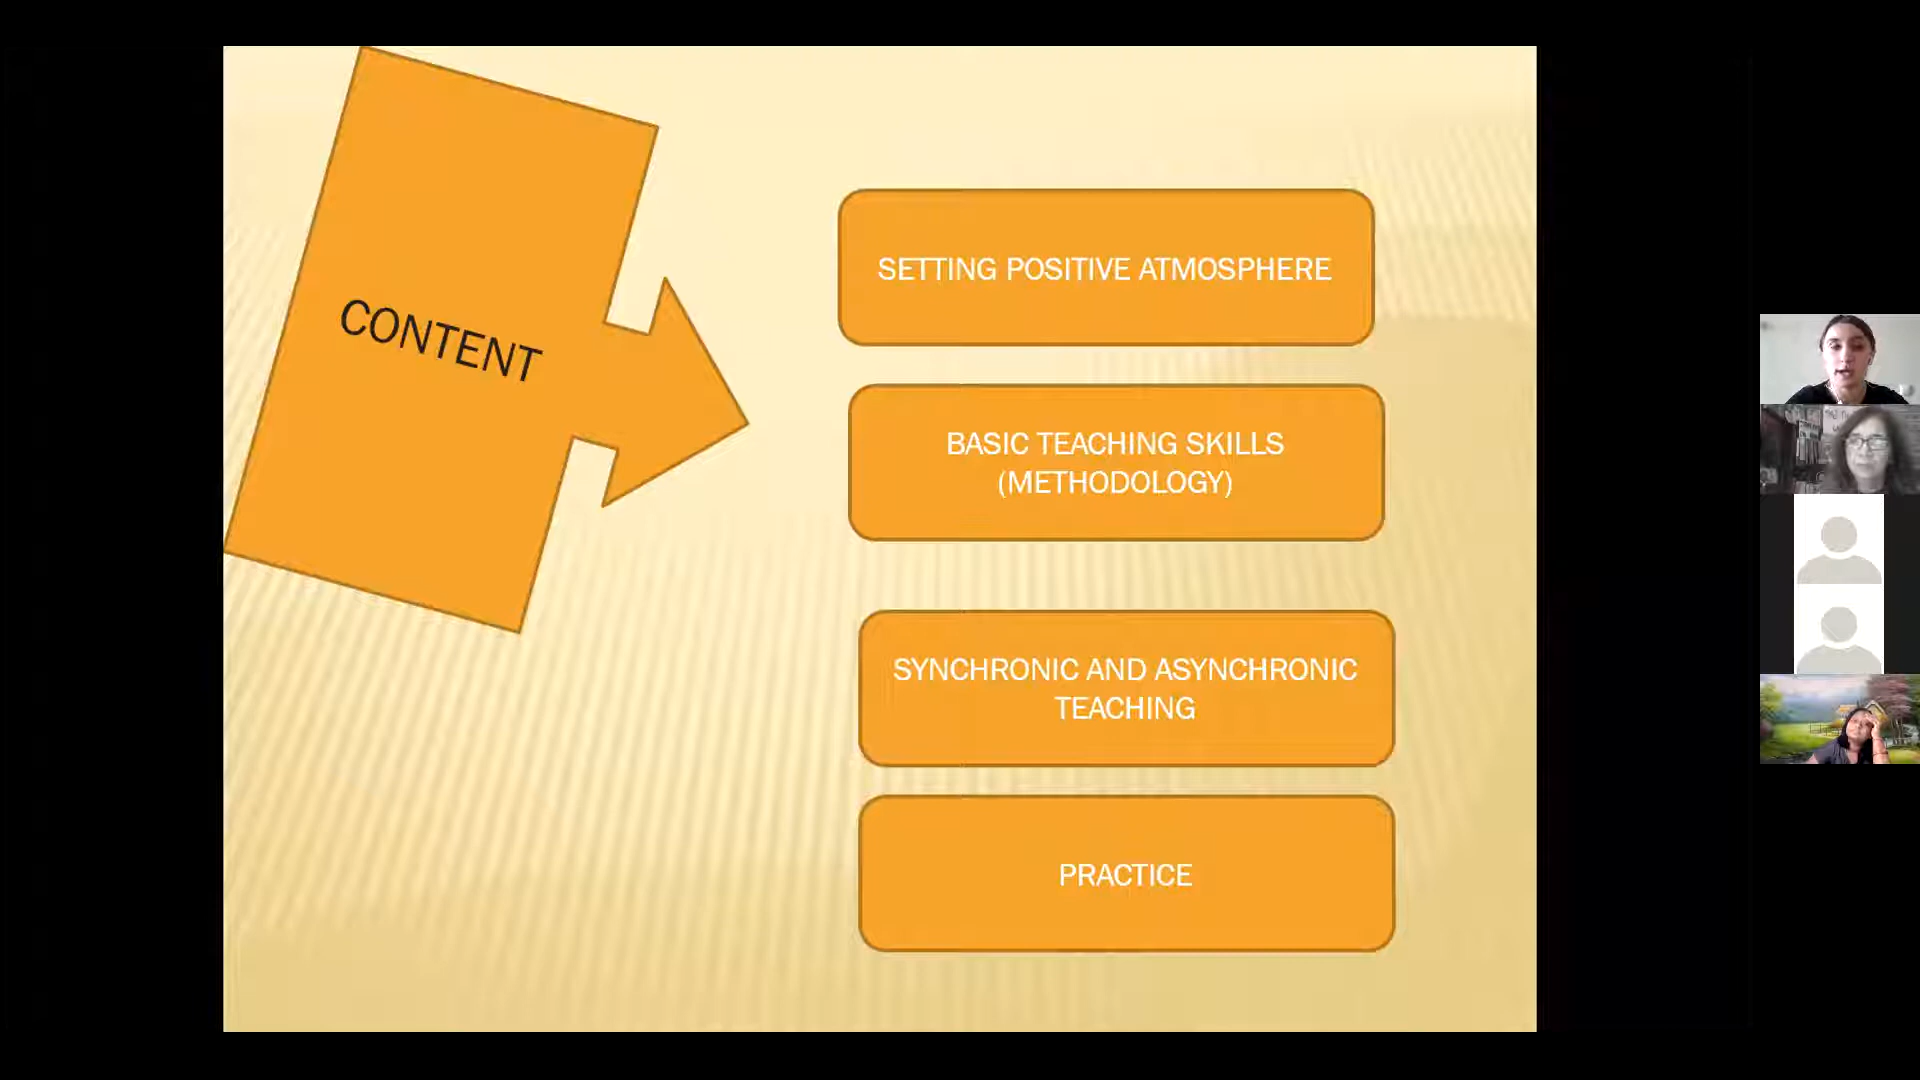 CONTENT
SETTING POSITIVE ATMOSPHERE
BASIC TEACHING SKILLS
(METHODOLOGY)
SYNCHRONIC AND ASYNCHRONIC
TEACHING
PRACTICE